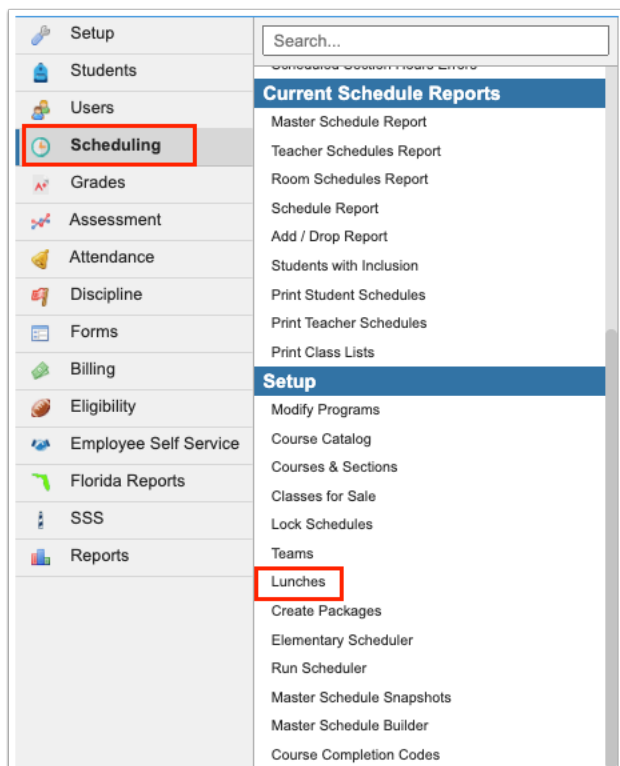 Setup
Students
Users
Scheduling
Grades
Assessment
Attendance
Discipline
Forms
Billing
Eligibility
Employee Self Service
Florida Reports
SSS
Reports
Search...
Scheduled Section Hours Errors
Current Schedule Reports
Master Schedule Report
Teacher Schedules Report
Room Schedules Report
Schedule Report
Add / Drop Report
Students with Inclusion
Print Student Schedules
Print Teacher Schedules
Print Class Lists
Setup
Modify Programs
Course Catalog
Courses & Sections
Classes for Sale
Lock Schedules
Teams
Lunches
Create Packages
Elementary Scheduler
Run Scheduler
Master Schedule Snapshots
Master Schedule Builder
Course Completion Codes